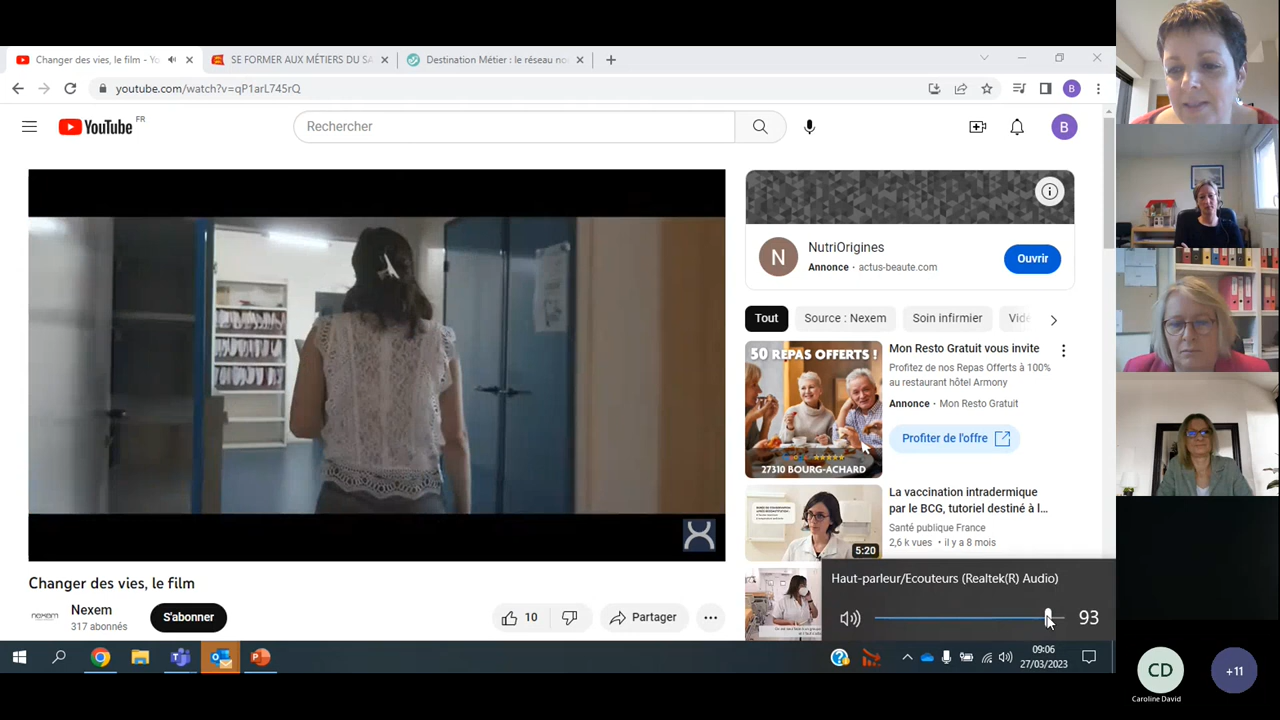 Changer des vies, le film - Yo
SE FORMER AUX MÉTIERS DU SA
Destination Métier : le réseau no
youtube.com/watch?v=qP1arL745rQ
B
YouTube FR
Rechercher
B
N
NutriOrigines
Annonce · actus-beaute.com
Ouvrir
Tout
Source : Nexem
Soin infirmier
Vidé
50 REPAS OFFERTS !
27310 BOURG-ACHARD
Mon Resto Gratuit vous invite
Profitez de nos Repas Offerts à 100%
au restaurant hôtel Armony
Annonce · Mon Resto Gratuit
Profiter de l'offre
La vaccination intradermique
par le BCG, tutoriel destiné à l...
Santé publique France
2,6 k vues · il y a 8 mois
5:20
Changer des vies, le film
nexem
Nexem
317 abonnés
S'abonner
10
Partager
Haut-parleur/Ecouteurs (Realtek(R) Audio)
93
09:06
27/03/2023
CD
Caroline David
+11